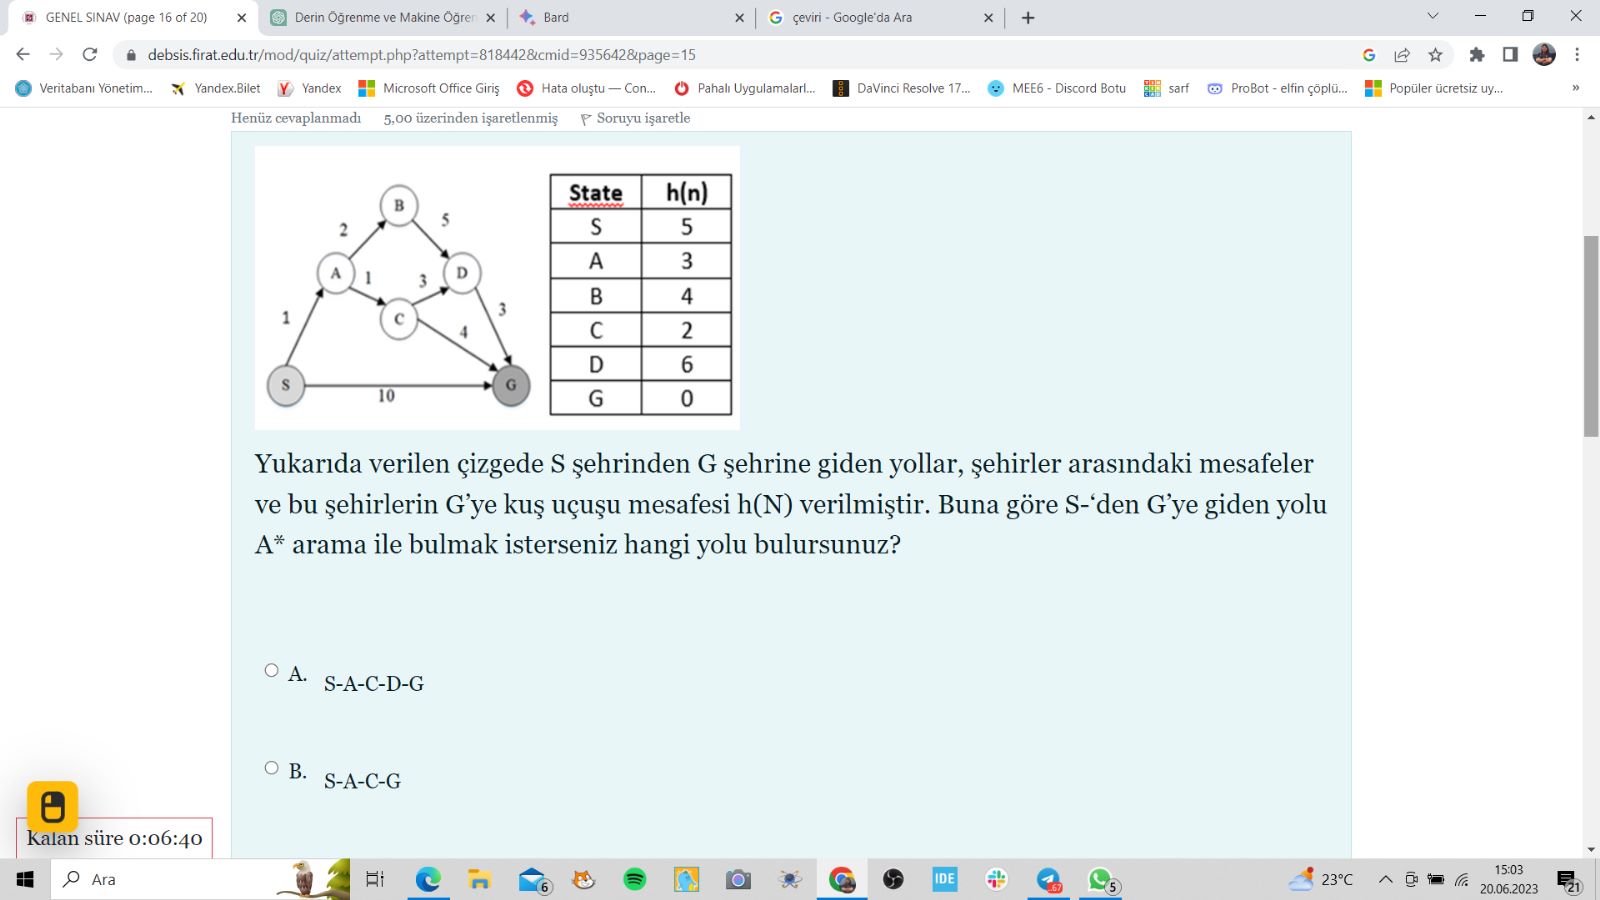 GENEL SINAV (page 16 of 20)
Derin Öğrenme ve Makine Öğren
Bard
çeviri - Google'da Ara
debsis.firat.edu.tr/mod/quiz/attempt.php?attempt=818442&cmid=935642&page=15
Veritabanı Yönetim...
Yandex.Bilet
Yandex
Microsoft Office Giriş
Hata oluştu — Con...
Pahalı Uygulamalarl...
DaVinci Resolve 17...
MEE6 - Discord Botu
sarf
ProBot - elfin çöplü...
Popüler ücretsiz uy...
»
Henüz cevaplanmadı
5,00 üzerinden işaretlenmiş
Soruyu işaretle
B
2
5
A
1
3
D
C
1
4
3
S
10
G
State h(n)
S 5
A 3
B 4
C 2
D 6
G 0
Yukarıda verilen çizgede S şehrinden G şehrine giden yollar, şehirler arasındaki mesafeler
ve bu şehirlerin G'ye kuş uçuşu mesafesi h(N) verilmiştir. Buna göre S-'den G'ye giden yolu
A* arama ile bulmak isterseniz hangi yolu bulursunuz?
A. S-A-C-D-G
B. S-A-C-G
Kalan süre 0:06:40
Ara
6
IDE
.67
5
23°C
15:03
20.06.2023
21